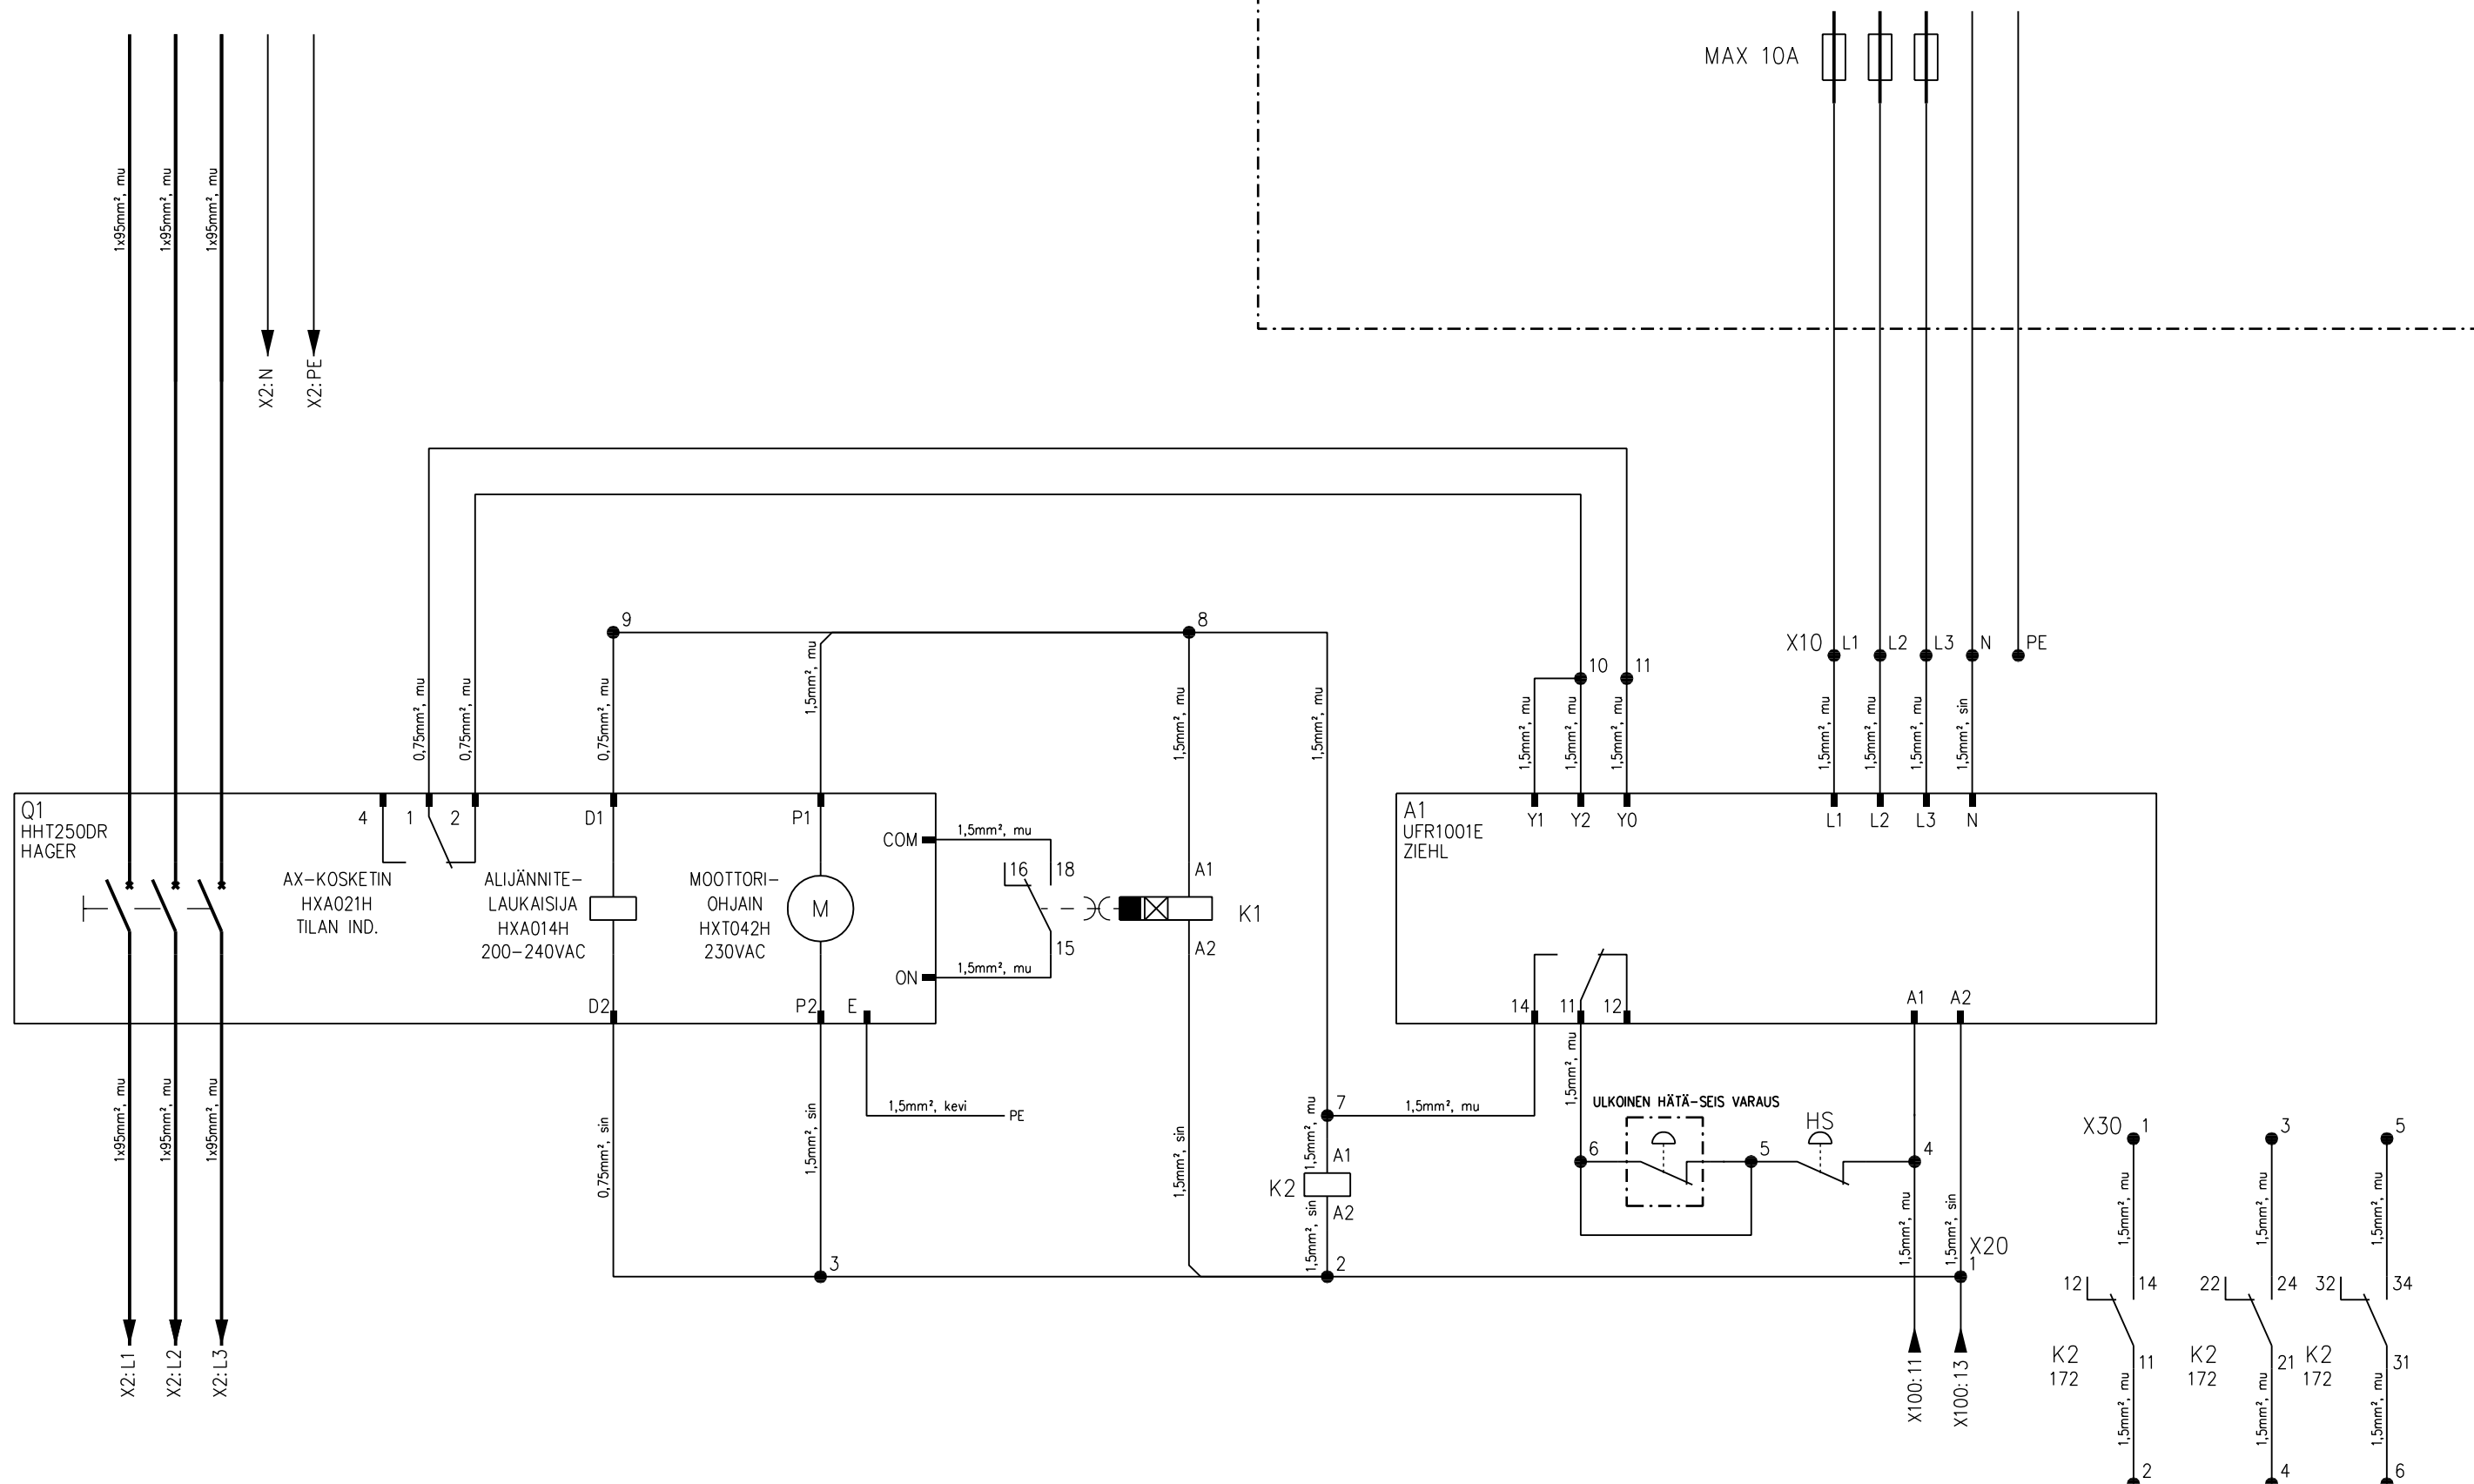 MAX 10A
1x95mm², mu
1x95mm², mu
1x95mm², mu
X2:N
X2:PE
9
8
10
11
X10
L1
L2
L3
N
PE
0,75mm², mu
0,75mm², mu
0,75mm², mu
1,5mm², mu
1,5mm², mu
1,5mm², mu
1,5mm², mu
1,5mm², mu
1,5mm², mu
1,5mm², mu
1,5mm², mu
1,5mm², mu
1,5mm², sin
Q1
HHT250DR
HAGER
4
1
2
D1
P1
COM
1,5mm², mu
AX-KOSKETIN
HXA021H
TILAN IND.
ALIJÄNNITE-
LAUKAISIJA
HXA014H
200-240VAC
MOOTTORI-
OHJAIN
HXT042H
230VAC
M
16
18
15
ON
1,5mm², mu
D2
P2
E
A1
K1
A2
A1
UFR1001E
ZIEHL
Y1
Y2
Y0
L1
L2
L3
N
14
11
12
A1
A2
1x95mm², mu
1x95mm², mu
1x95mm², mu
0,75mm², sin
1,5mm², sin
1,5mm², kevi
PE
1,5mm², sin
1,5mm², mu
7
1,5mm², mu
A1
K2
A2
1,5mm², sin
3
2
1,5mm², mu
ULKOINEN HÄTÄ-SEIS VARAUS
HS
6
5
4
1,5mm², mu
1,5mm², sin
X20
1
X2:L1
X2:L2
X2:L3
X100:11
X100:13
X30
1
3
5
1,5mm², mu
1,5mm², mu
1,5mm², mu
12
14
22
24
32
34
K2
172
11
K2
172
21
K2
172
31
1,5mm², mu
1,5mm², mu
1,5mm², mu
2
4
6